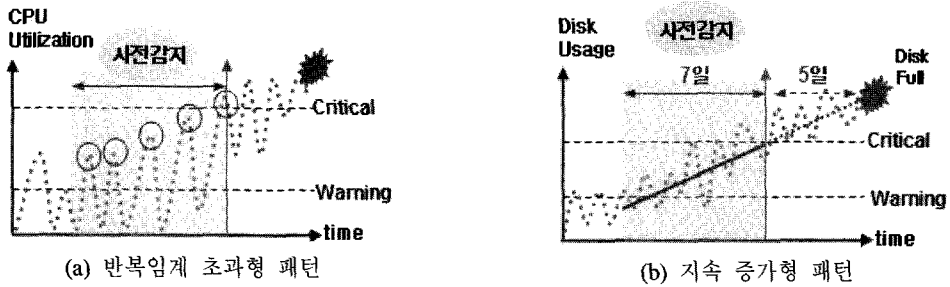 CPU
Utilization
사전감지
Critical
Warning
time
(a) 반복임계 초과형 패턴
Disk
Usage
사전감지
7일
5일
Disk
Full
Critical
Warning
time
(b) 지속 증가형 패턴